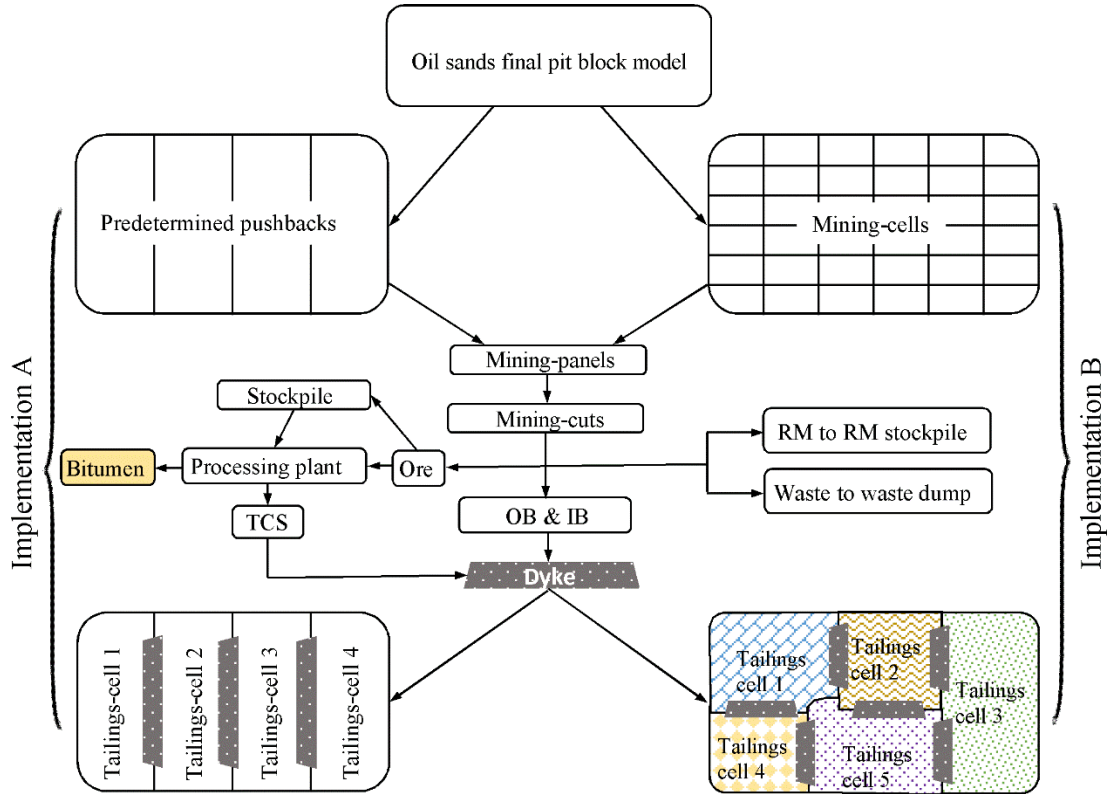 Oil sands final pit block model
Implementation A
Predetermined pushbacks
Mining-cells
Implementation B
Mining-panels
Stockpile
Mining-cuts
RM to RM stockpile
Bitumen
Processing plant
Ore
Waste to waste dump
TCS
OB & IB
Dyke
Tailings-cell 1
Tailings-cell 2
Tailings-cell 3
Tailings-cell 4
Tailings
cell 1
Tailings
cell 2
Tailings
cell 3
Tailings
cell 4
Tailings
cell 5